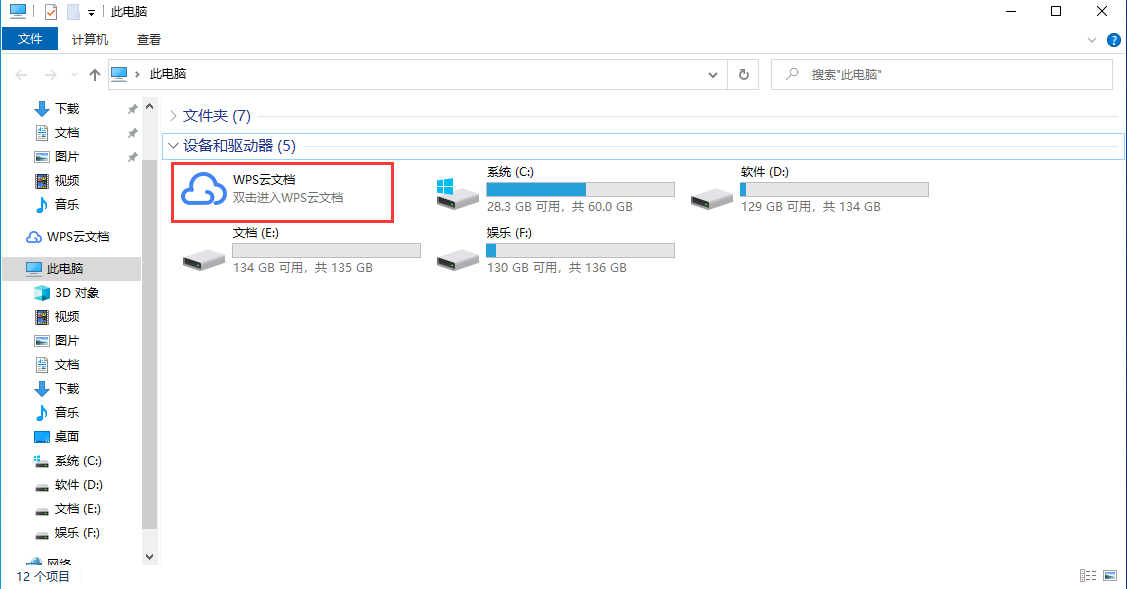 此电脑
文件 计算机 查看
此电脑
搜索"此电脑"
下载
文档
图片
视频
音乐
WPS云文档
此电脑
3D 对象
视频
图片
文档
下载
音乐
桌面
系统 (C:)
软件 (D:)
文档 (E:)
娱乐 (F:)
网络
文件夹 (7)
设备和驱动器 (5)
WPS云文档
双击进入WPS云文档
系统 (C:)
28.3 GB 可用，共 60.0 GB
软件 (D:)
129 GB 可用，共 134 GB
文档 (E:)
134 GB 可用，共 135 GB
娱乐 (F:)
130 GB 可用，共 136 GB
12 个项目